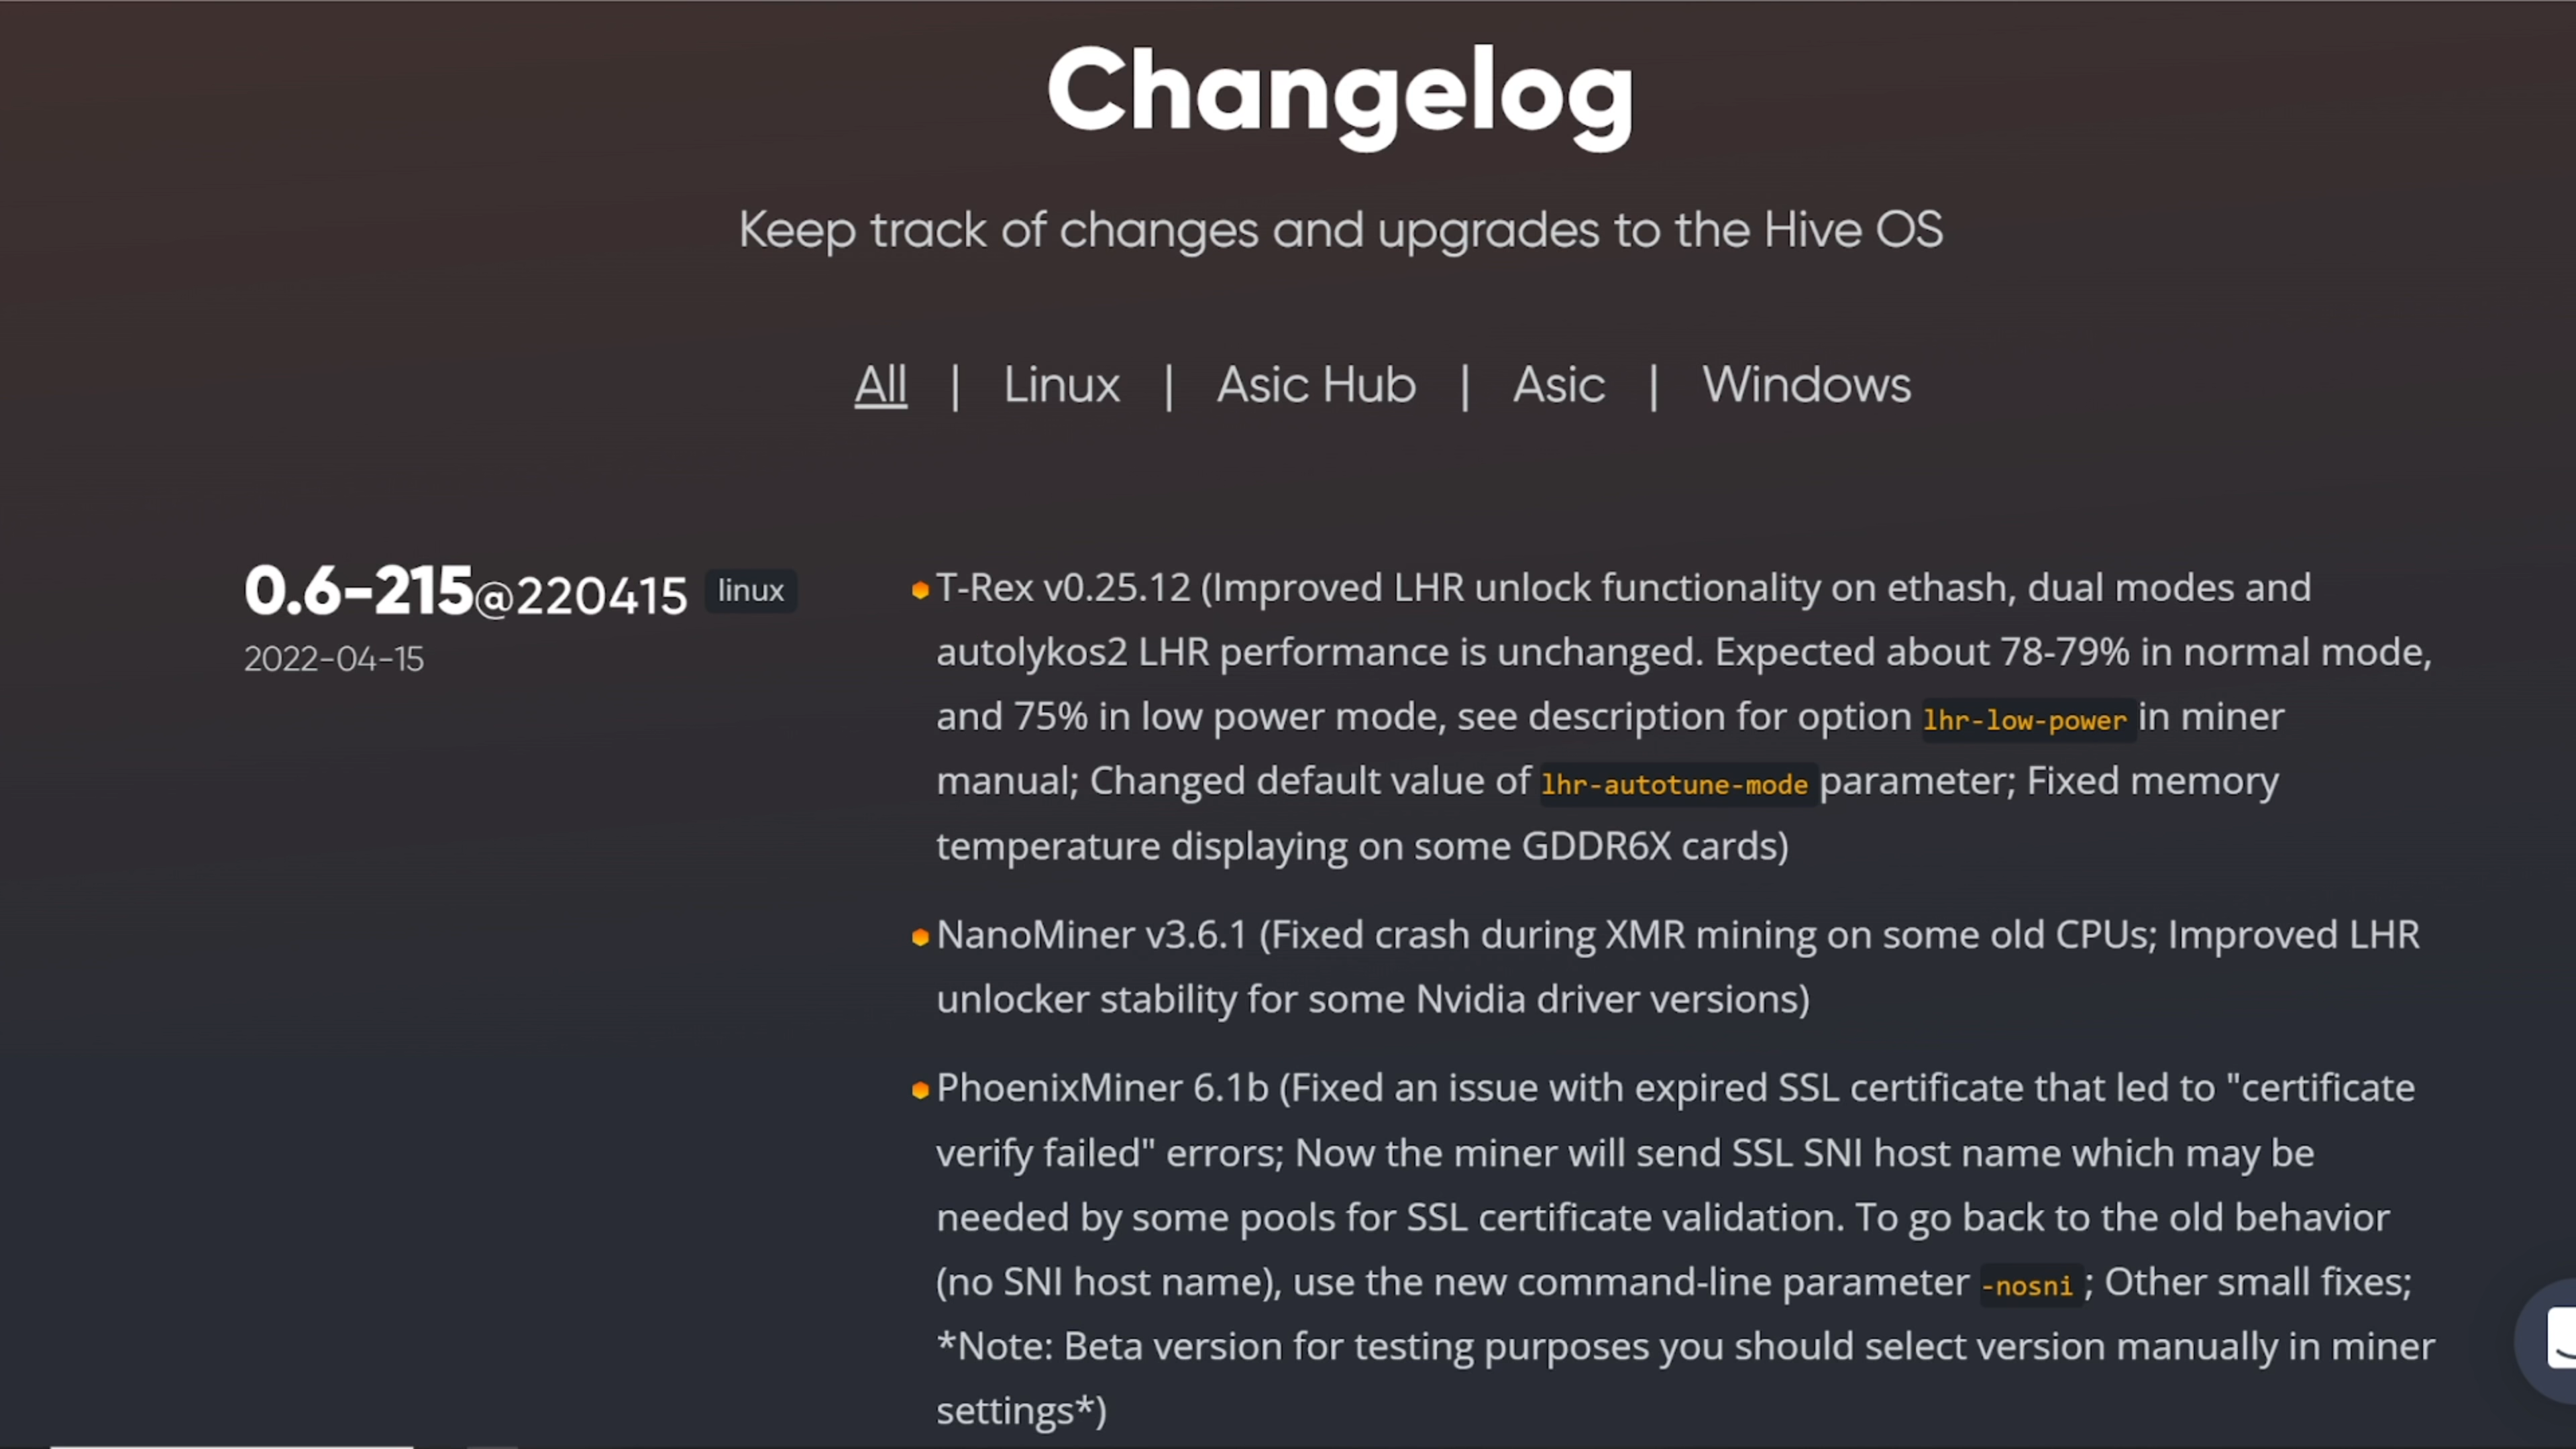 Changelog
Keep track of changes and upgrades to the Hive OS
All | Linux | Asic Hub | Asic | Windows
0.6-215@220415 linux
2022-04-15
T-Rex v0.25.12 (Improved LHR unlock functionality on ethash, dual modes and
autolykos2 LHR performance is unchanged. Expected about 78-79% in normal mode,
and 75% in low power mode, see description for option lhr-low-power in miner
manual; Changed default value of lhr-autotune-mode parameter; Fixed memory
temperature displaying on some GDDR6X cards)
NanoMiner v3.6.1 (Fixed crash during XMR mining on some old CPUs; Improved LHR
unlocker stability for some Nvidia driver versions)
PhoenixMiner 6.1b (Fixed an issue with expired SSL certificate that led to "certificate
verify failed" errors; Now the miner will send SSL SNI host name which may be
needed by some pools for SSL certificate validation. To go back to the old behavior
(no SNI host name), use the new command-line parameter -nosni ; Other small fixes;
*Note: Beta version for testing purposes you should select version manually in miner
settings*)